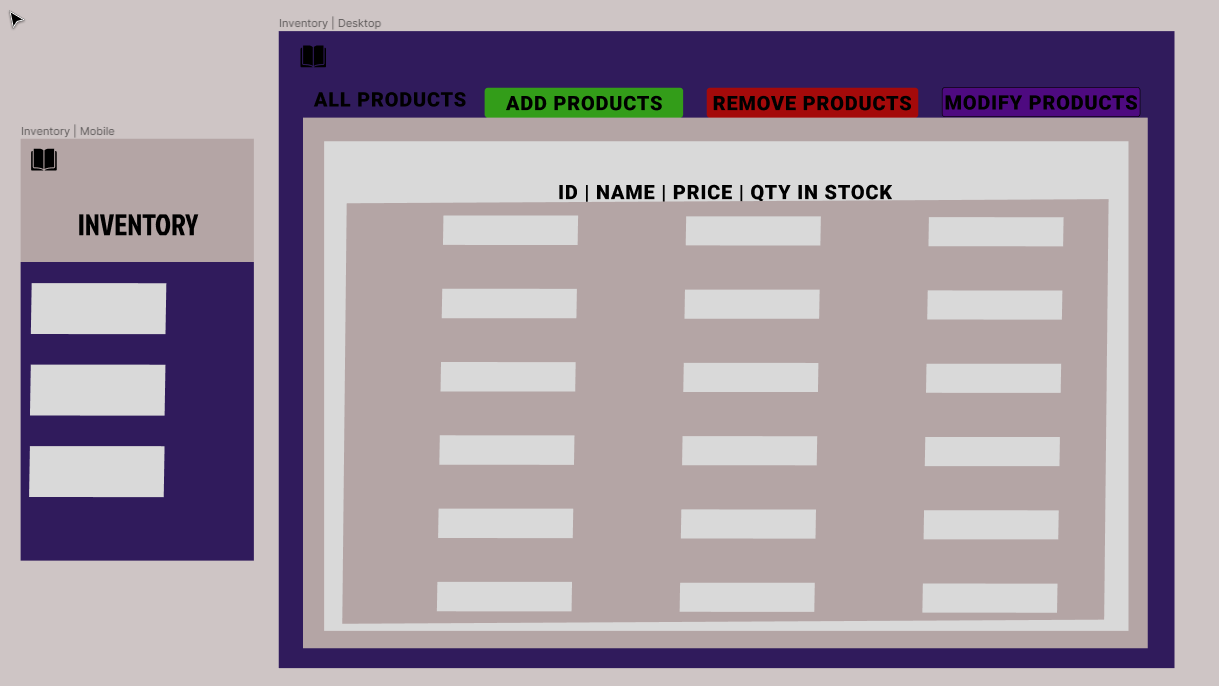 Inventory | Desktop
ALL PRODUCTS
ADD PRODUCTS
REMOVE PRODUCTS
MODIFY PRODUCTS
Inventory | Mobile
INVENTORY
ID | NAME | PRICE | QTY IN STOCK